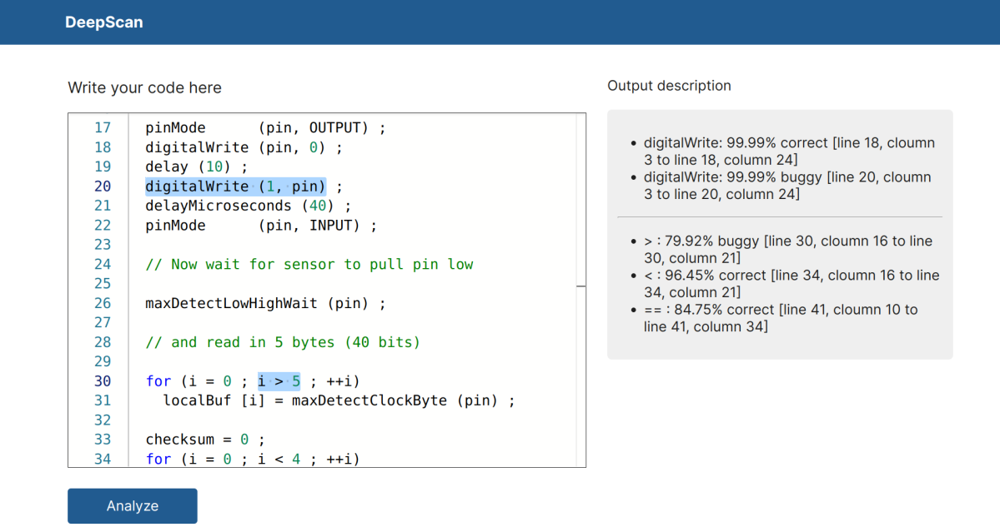 DeepScan
Write your code here
17 pinMode      (pin, OUTPUT) ;
18 digitalWrite (pin, 0) ;
19 delay (10) ;
20 digitalWrite (1, pin) ;
21 delayMicroseconds (40) ;
22 pinMode      (pin, INPUT) ;
23
24 // Now wait for sensor to pull pin low
25
26 maxDetectLowHighWait (pin) ;
27
28 // and read in 5 bytes (40 bits)
29
30 for (i = 0 ; i > 5 ; ++i)
31   localBuf [i] = maxDetectClockByte (pin) ;
32
33 checksum = 0 ;
34 for (i = 0 ; i < 4 ; ++i)
Analyze
Output description
• digitalWrite: 99.99% correct [line 18, cloumn
3 to line 18, column 24]
• digitalWrite: 99.99% buggy [line 20, cloumn
3 to line 20, column 24]
• > : 79.92% buggy [line 30, cloumn 16 to line
30, column 21]
• < : 96.45% correct [line 34, cloumn 16 to line
34, column 21]
• == : 84.75% correct [line 41, cloumn 10 to
line 41, column 34]